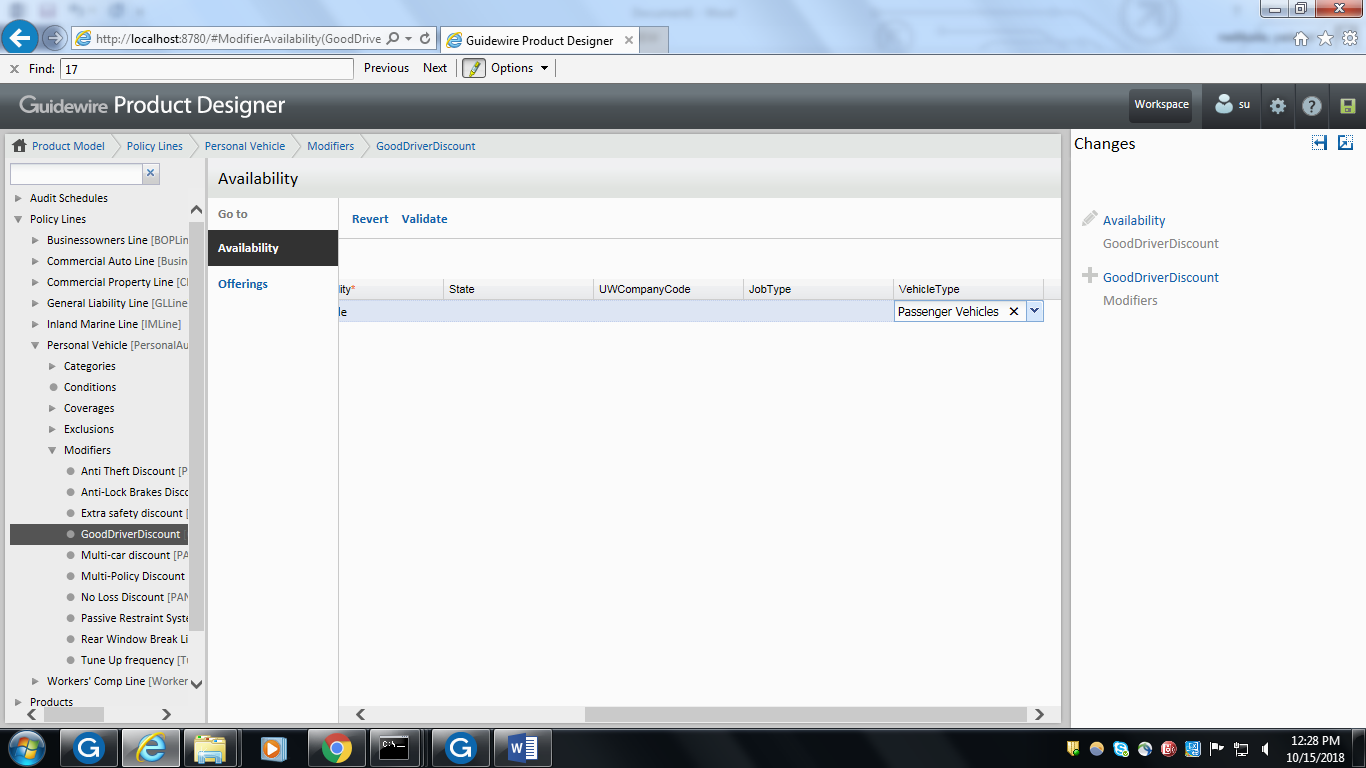 http://localhost:8780/#ModifierAvailability(GoodDrive
Guidewire Product Designer
Find: 17
Previous Next Options
Guidewire Product Designer
Workspace
su
Product Model
Policy Lines
Personal Vehicle
Modifiers
GoodDriverDiscount
Audit Schedules
Policy Lines
Businessowners Line [BOPLin
Commercial Auto Line [Busin
Commercial Property Line [C
General Liability Line [GLLine
Inland Marine Line [IMLine]
Personal Vehicle [PersonalAu
Categories
Conditions
Coverages
Exclusions
Modifiers
Anti Theft Discount [P
Anti-Lock Brakes Disco
Extra safety discount [
GoodDriverDiscount
Multi-car discount [PA
Multi-Policy Discount
No Loss Discount [PAN
Passive Restraint Syste
Rear Window Break Li
Tune Up frequency [Tu
Workers' Comp Line [Worker
Products
Availability
Go to
Availability
Offerings
Revert Validate
lity* State UWCompanyCode JobType VehicleType
le Passenger Vehicles
Changes
Availability
GoodDriverDiscount
GoodDriverDiscount
Modifiers
C:\.
12:28 PM
10/15/2018